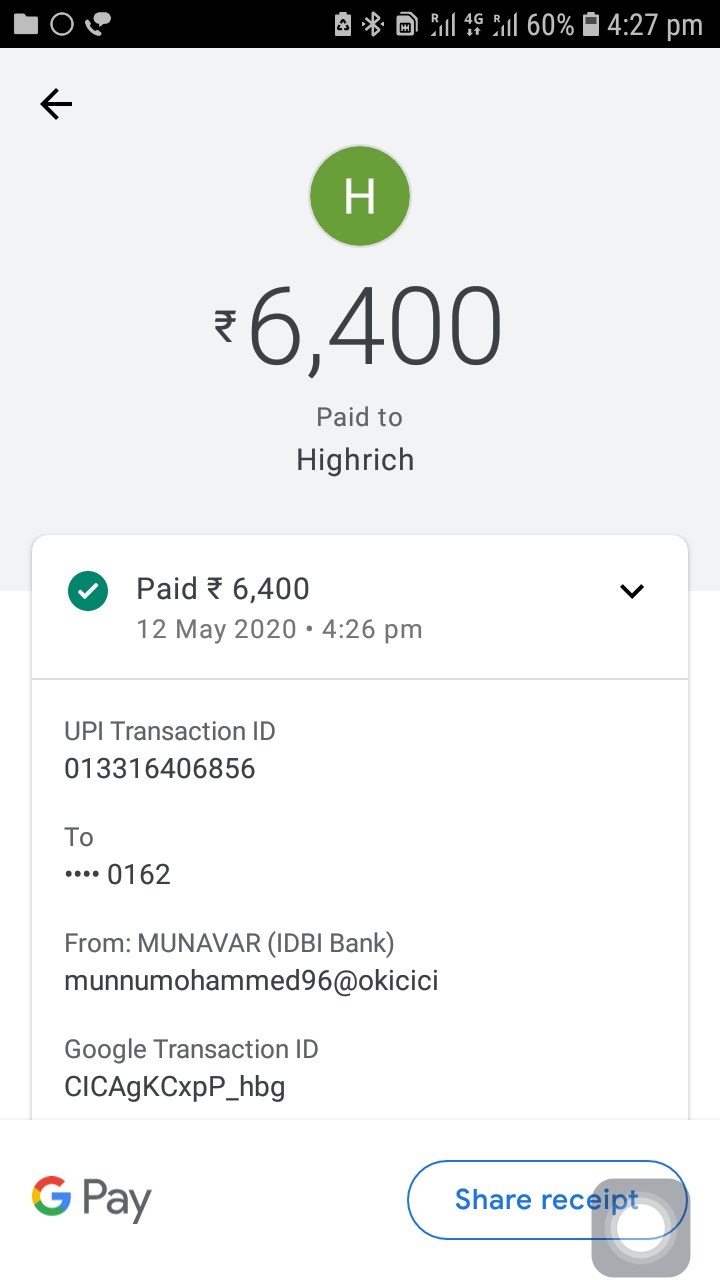 R 4G R 60% 4:27 pm
H
₹6,400
Paid to
Highrich
Paid ₹ 6,400
12 May 2020 • 4:26 pm
UPI Transaction ID
013316406856
To
•••• 0162
From: MUNAVAR (IDBI Bank)
munnumohammed96@okicici
Google Transaction ID
CICAgKCxpP_hbg
G Pay
Share receipt